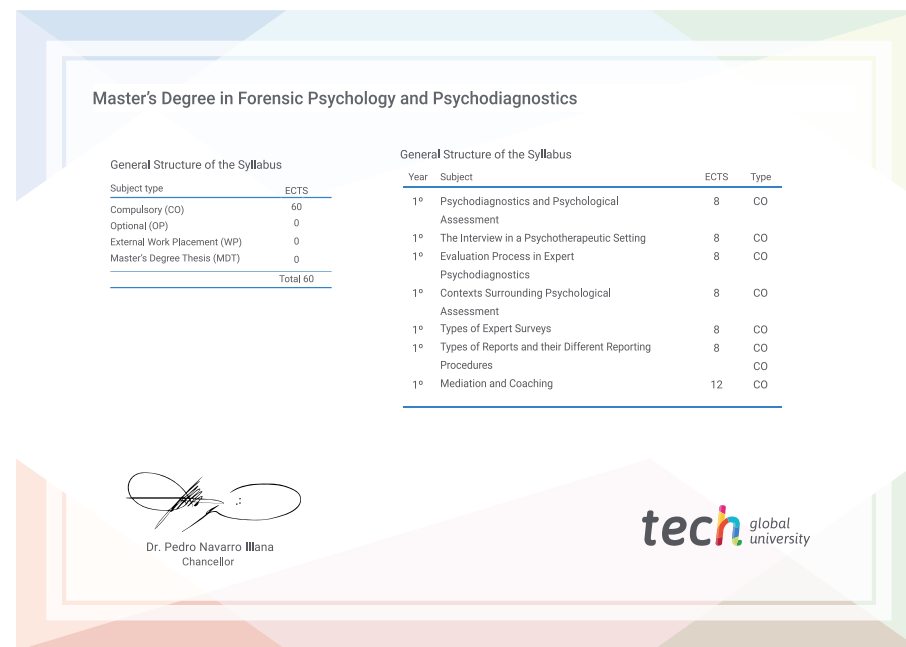 Master's Degree in Forensic Psychology and Psychodiagnostics
General Structure of the Syllabus
Subject type ECTS
Compulsory (CO) 60
Optional (OP) 0
External Work Placement (WP) 0
Master's Degree Thesis (MDT) 0
Total 60
General Structure of the Syllabus
Year Subject ECTS Type
1º Psychodiagnostics and Psychological 8 CO
Assessment
1º The Interview in a Psychotherapeutic Setting 8 CO
1º Evaluation Process in Expert 8 CO
Psychodiagnostics
1º Contexts Surrounding Psychological 8 CO
Assessment
1º Types of Expert Surveys 8 CO
1º Types of Reports and their Different Reporting 8 CO
Procedures CO
1º Mediation and Coaching 12 CO
Dr. Pedro Navarro Illana
Chancellor
tech global
university